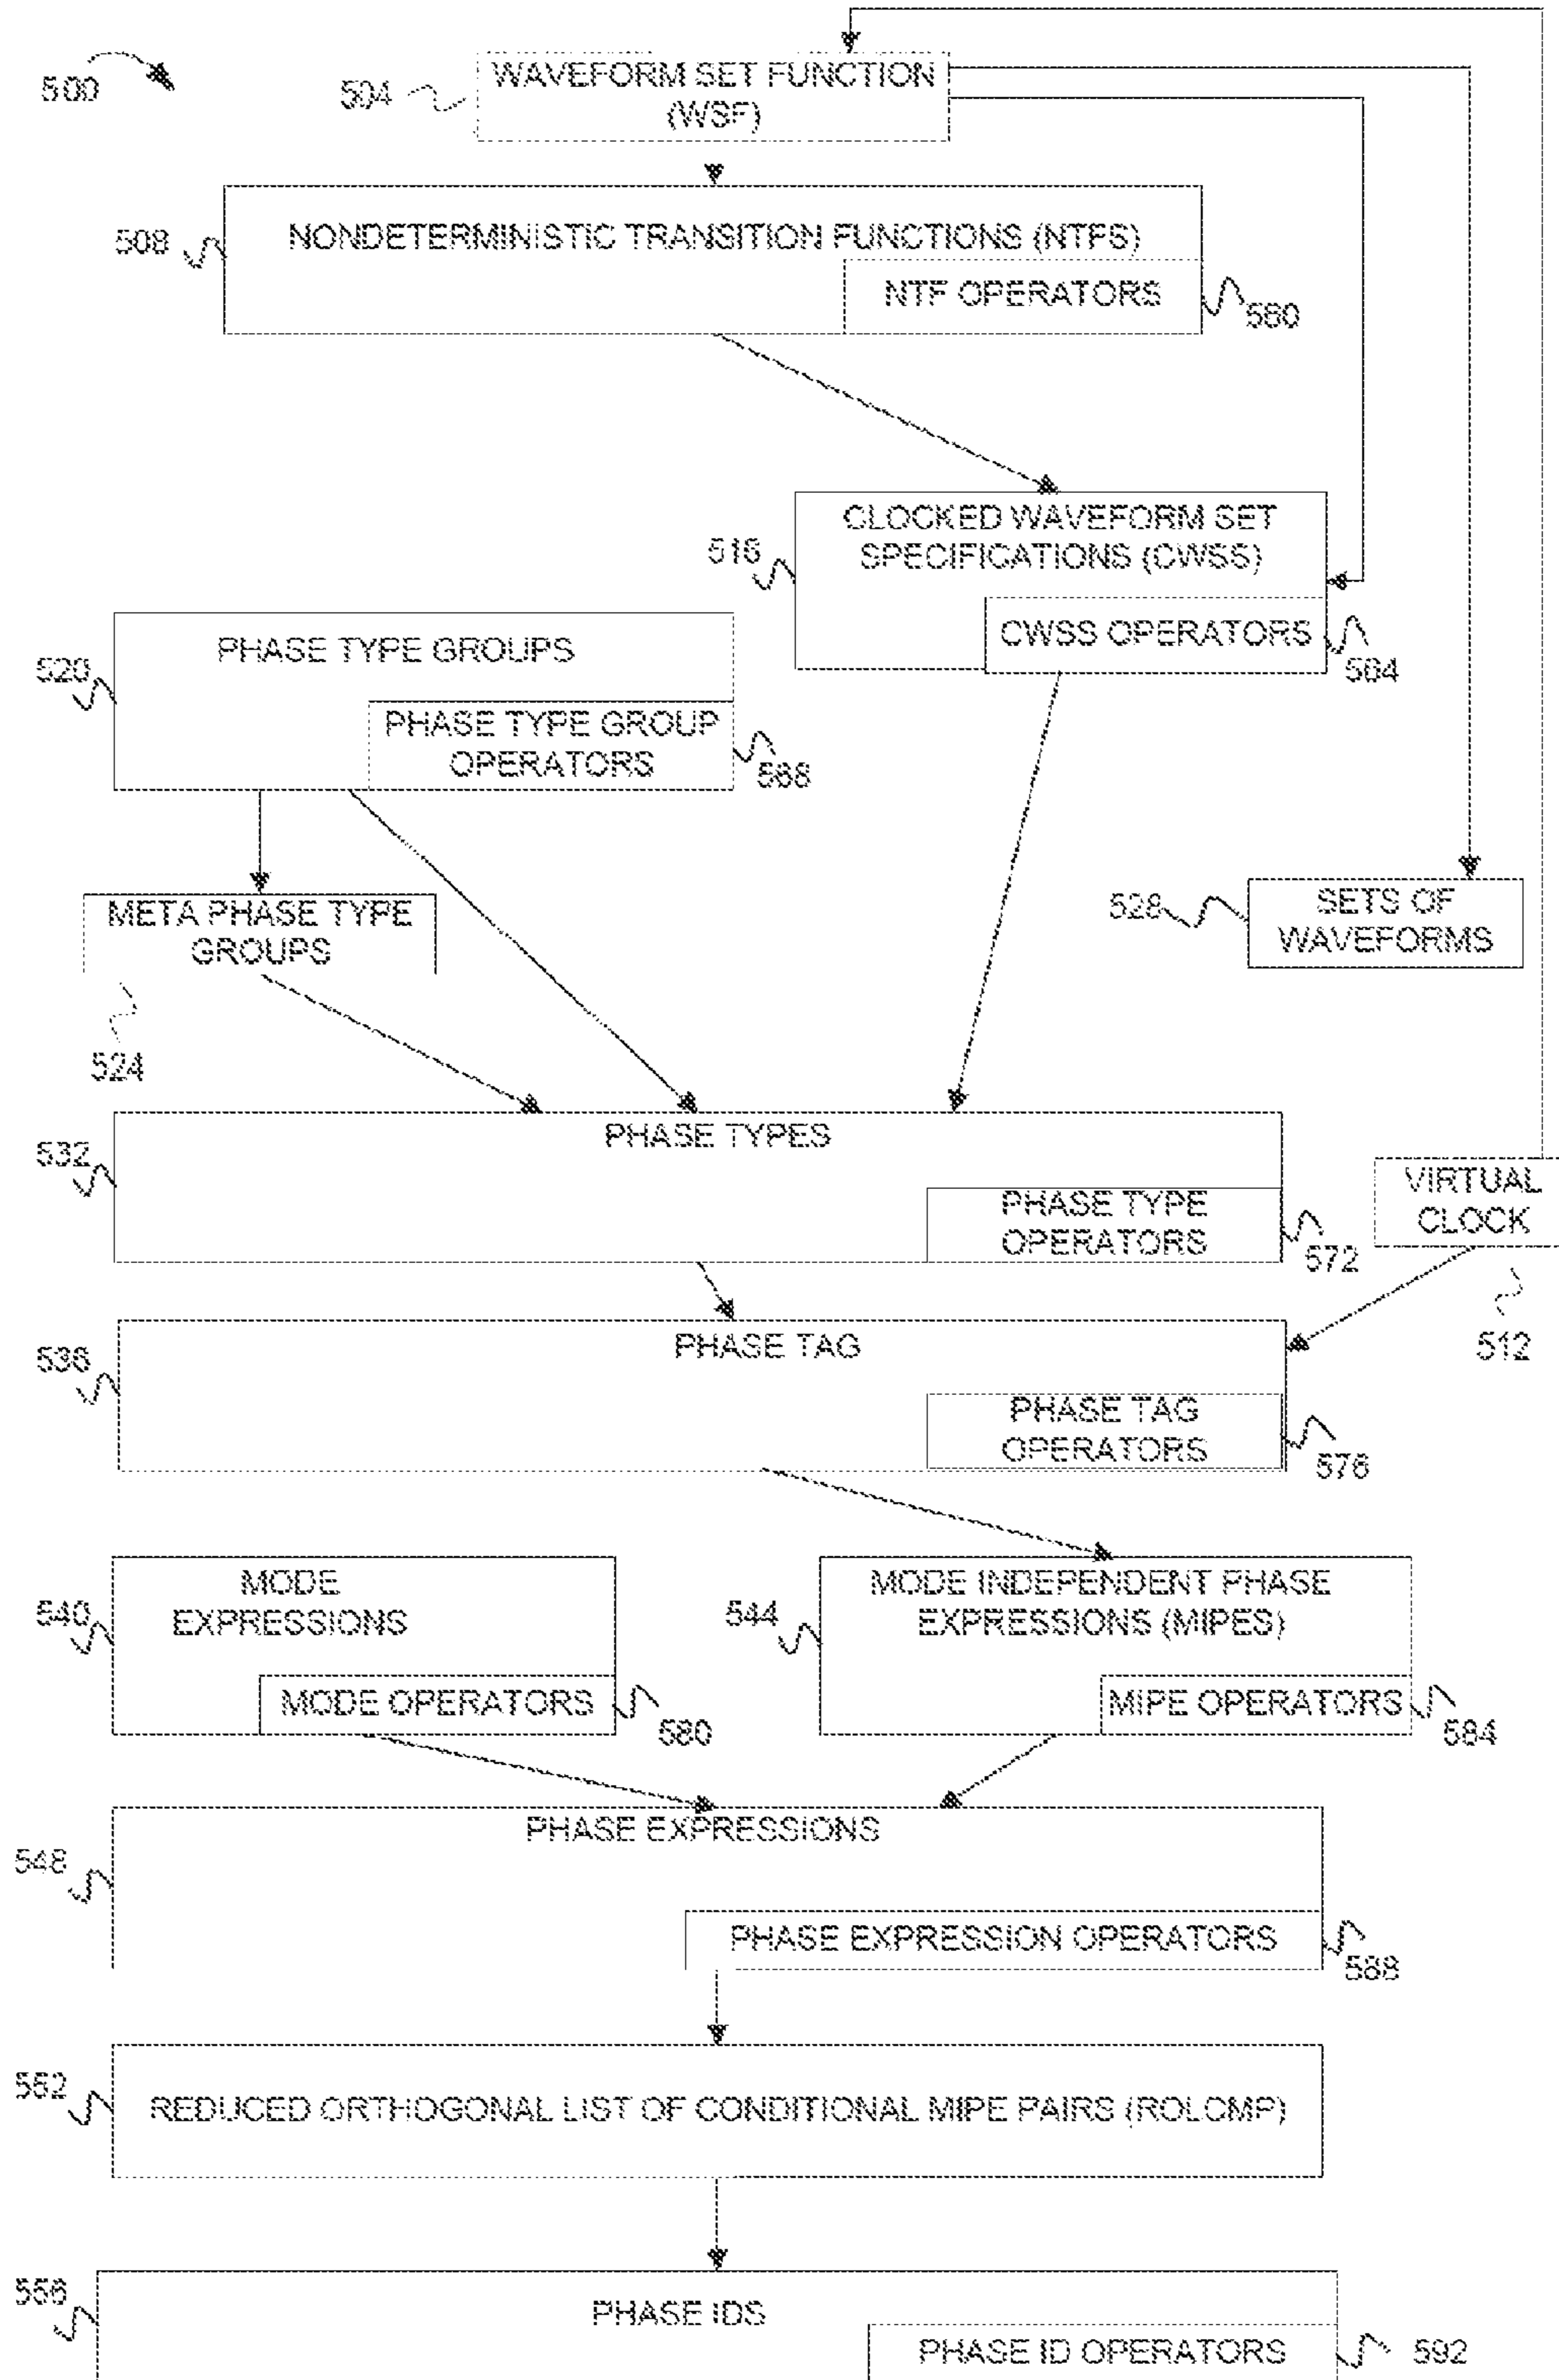 500
504
WAVEFORM SET FUNCTION
(WSF)
508
NONDETERMINISTIC TRANSITION FUNCTIONS (NTFS)
NTF OPERATORS
560
516
CLOCKED WAVEFORM SET
SPECIFICATIONS (CWSS)
CWSS OPERATORS
564
520
PHASE TYPE GROUPS
PHASE TYPE GROUP
OPERATORS
568
META PHASE TYPE
GROUPS
524
528
SETS OF
WAVEFORMS
532
PHASE TYPES
PHASE TYPE
OPERATORS
572
VIRTUAL
CLOCK
512
536
PHASE TAG
PHASE TAG
OPERATORS
576
540
MODE
EXPRESSIONS
MODE OPERATORS
580
544
MODE INDEPENDENT PHASE
EXPRESSIONS (MIPES)
MIPE OPERATORS
584
548
PHASE EXPRESSIONS
PHASE EXPRESSION OPERATORS
588
552
REDUCED ORTHOGONAL LIST OF CONDITIONAL MIPE PAIRS (ROLCMP)
556
PHASE IDS
PHASE ID OPERATORS
592